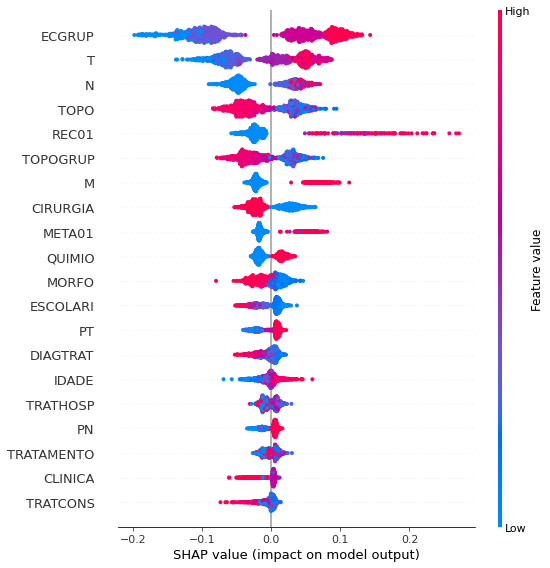 High
ECGRUP
T
N
TOPO
REC01
TOPOGRUP
M
CIRURGIA
META01
QUIMIO
MORFO
ESCOLARI
PT
DIAGTRAT
IDADE
TRATHOSP
PN
TRATAMENTO
CLINICA
TRATCONS
Feature value
Low
−0.2 −0.1 0.0 0.1 0.2
SHAP value (impact on model output)